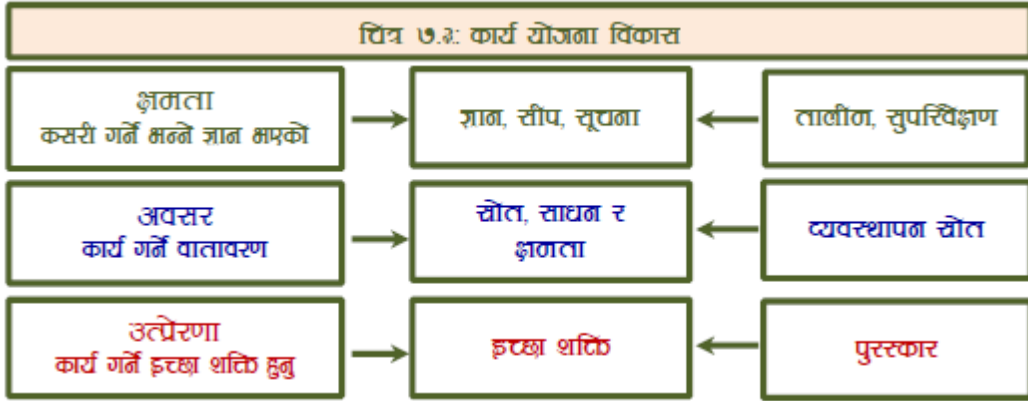 चित्र ७.२: कार्य योजना विकास
क्षमता
कसरी गर्ने भन्ने ज्ञान भएको
ज्ञान, सीप, सूचना
तालीम, सुपरिवेक्षण
अवसर
कार्य गर्ने वातावरण
स्रोत, साधन र
क्षमता
व्यवस्थापन स्रोत
उत्प्रेरणा
कार्य गर्ने इच्छा शक्ति हुनु
इच्छा शक्ति
पुरस्कार